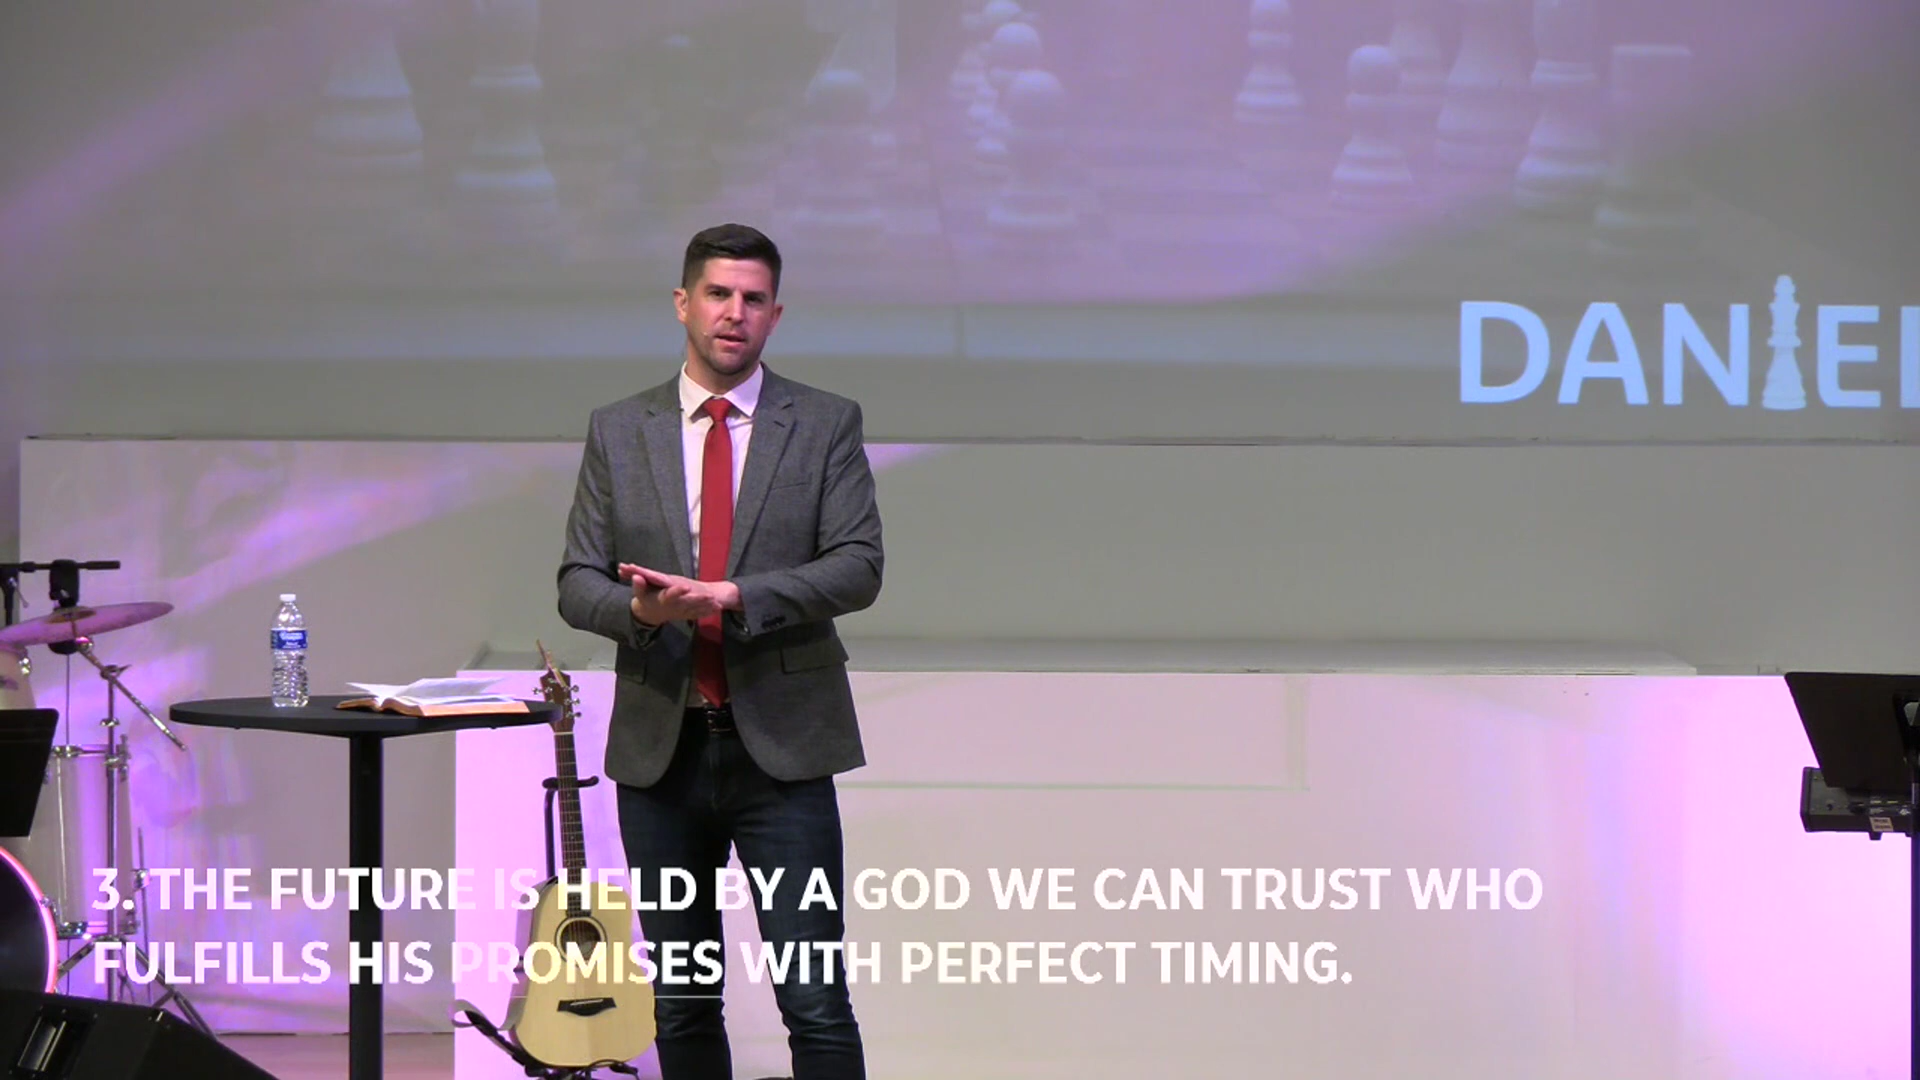 DANIEL
3. THE FUTURE IS HELD BY A GOD WE CAN TRUST WHO
FULFILLS HIS PROMISES WITH PERFECT TIMING.